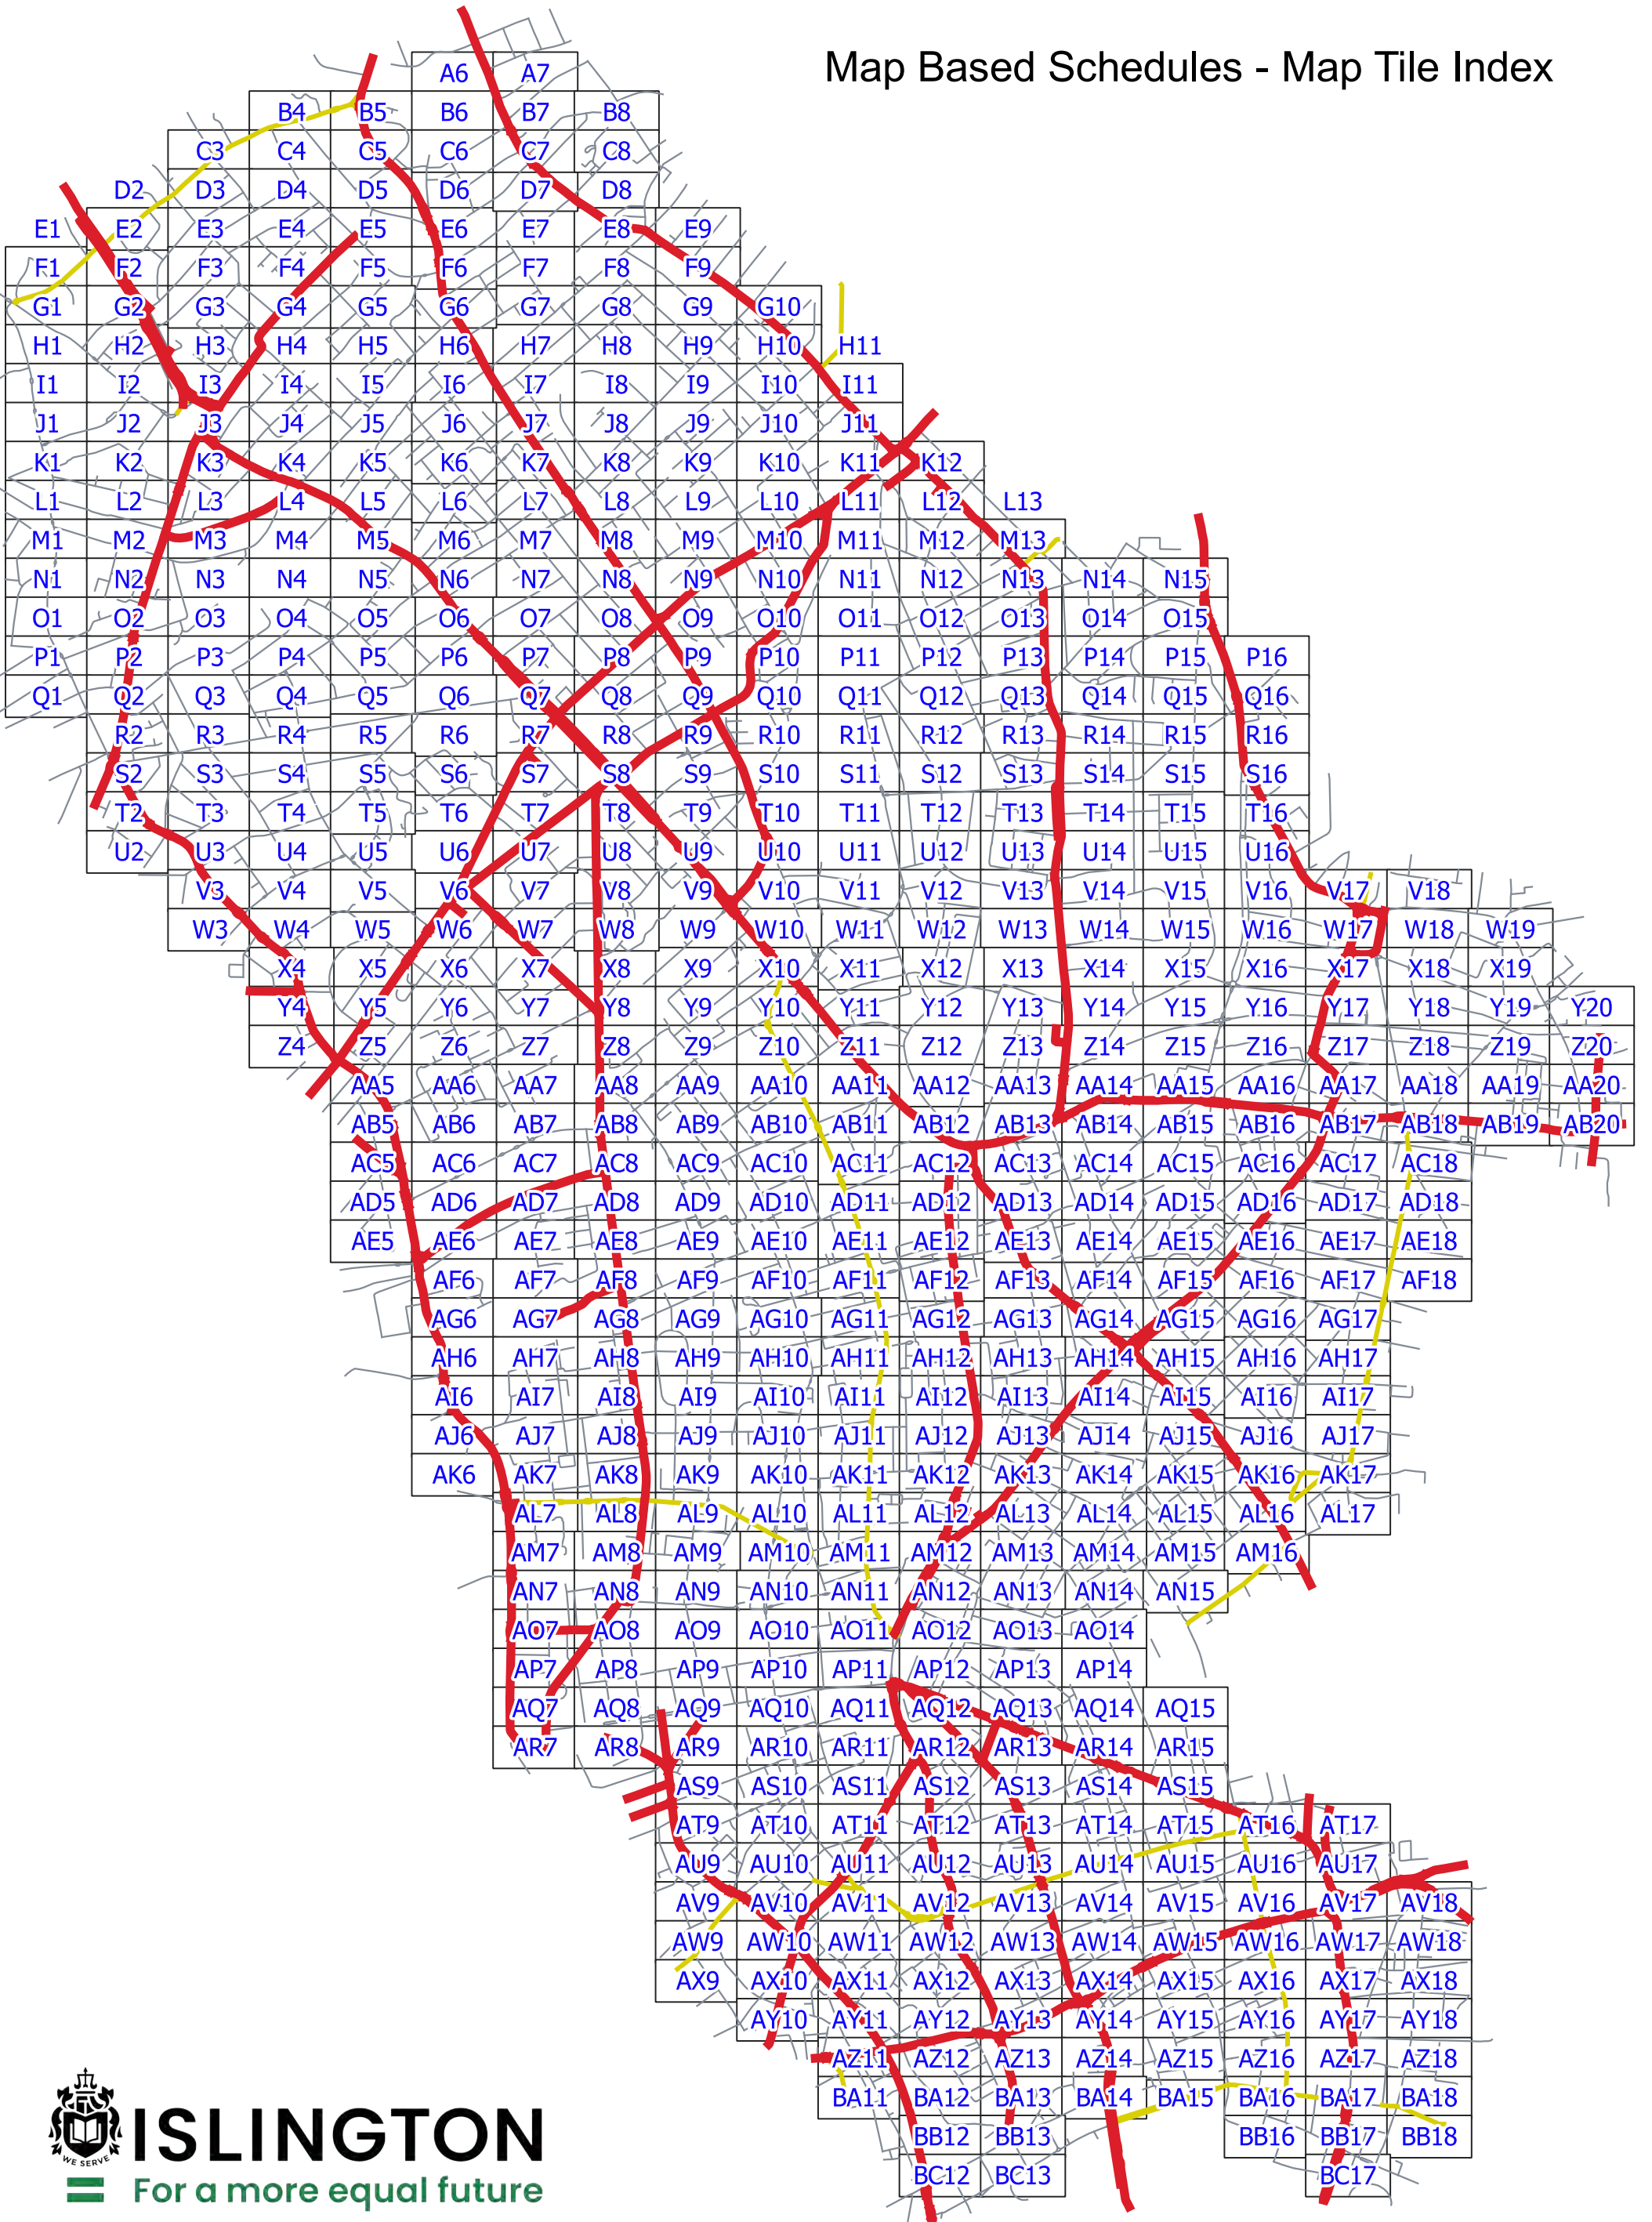 Map Based Schedules - Map Tile Index
A6 A7
B4 B5 B6 B7 B8
C3 C4 C5 C6 C7 C8
D2 D3 D4 D5 D6 D7 D8
E1 E2 E3 E4 E5 E6 E7 E8 E9
F1 F2 F3 F4 F5 F6 F7 F8 F9
G1 G2 G3 G4 G5 G6 G7 G8 G9 G10
H1 H2 H3 H4 H5 H6 H7 H8 H9 H10 H11
I1 I2 I3 I4 I5 I6 I7 I8 I9 I10 I11
J1 J2 J3 J4 J5 J6 J7 J8 J9 J10 J11
K1 K2 K3 K4 K5 K6 K7 K8 K9 K10 K11 K12
L1 L2 L3 L4 L5 L6 L7 L8 L9 L10 L11 L12 L13
M1 M2 M3 M4 M5 M6 M7 M8 M9 M10 M11 M12 M13
N1 N2 N3 N4 N5 N6 N7 N8 N9 N10 N11 N12 N13 N14 N15
O1 O2 O3 O4 O5 O6 O7 O8 O9 O10 O11 O12 O13 O14 O15
P1 P2 P3 P4 P5 P6 P7 P8 P9 P10 P11 P12 P13 P14 P15 P16
Q1 Q2 Q3 Q4 Q5 Q6 Q7 Q8 Q9 Q10 Q11 Q12 Q13 Q14 Q15 Q16
R2 R3 R4 R5 R6 R7 R8 R9 R10 R11 R12 R13 R14 R15 R16
S2 S3 S4 S5 S6 S7 S8 S9 S10 S11 S12 S13 S14 S15 S16
T2 T3 T4 T5 T6 T7 T8 T9 T10 T11 T12 T13 T14 T15 T16
U2 U3 U4 U5 U6 U7 U8 U9 U10 U11 U12 U13 U14 U15 U16
V3 V4 V5 V6 V7 V8 V9 V10 V11 V12 V13 V14 V15 V16 V17 V18
W3 W4 W5 W6 W7 W8 W9 W10 W11 W12 W13 W14 W15 W16 W17 W18 W19
X4 X5 X6 X7 X8 X9 X10 X11 X12 X13 X14 X15 X16 X17 X18 X19
Y4 Y5 Y6 Y7 Y8 Y9 Y10 Y11 Y12 Y13 Y14 Y15 Y16 Y17 Y18 Y19 Y20
Z4 Z5 Z6 Z7 Z8 Z9 Z10 Z11 Z12 Z13 Z14 Z15 Z16 Z17 Z18 Z19 Z20
AA5 AA6 AA7 AA8 AA9 AA10 AA11 AA12 AA13 AA14 AA15 AA16 AA17 AA18 AA19 AA20
AB5 AB6 AB7 AB8 AB9 AB10 AB11 AB12 AB13 AB14 AB15 AB16 AB17 AB18 AB19 AB20
AC5 AC6 AC7 AC8 AC9 AC10 AC11 AC12 AC13 AC14 AC15 AC16 AC17 AC18
AD5 AD6 AD7 AD8 AD9 AD10 AD11 AD12 AD13 AD14 AD15 AD16 AD17 AD18
AE5 AE6 AE7 AE8 AE9 AE10 AE11 AE12 AE13 AE14 AE15 AE16 AE17 AE18
AF6 AF7 AF8 AF9 AF10 AF11 AF12 AF13 AF14 AF15 AF16 AF17 AF18
AG6 AG7 AG8 AG9 AG10 AG11 AG12 AG13 AG14 AG15 AG16 AG17
AH6 AH7 AH8 AH9 AH10 AH11 AH12 AH13 AH14 AH15 AH16 AH17
AI6 AI7 AI8 AI9 AI10 AI11 AI12 AI13 AI14 AI15 AI16 AI17
AJ6 AJ7 AJ8 AJ9 AJ10 AJ11 AJ12 AJ13 AJ14 AJ15 AJ16 AJ17
AK6 AK7 AK8 AK9 AK10 AK11 AK12 AK13 AK14 AK15 AK16 AK17
AL7 AL8 AL9 AL10 AL11 AL12 AL13 AL14 AL15 AL16 AL17
AM7 AM8 AM9 AM10 AM11 AM12 AM13 AM14 AM15 AM16
AN7 AN8 AN9 AN10 AN11 AN12 AN13 AN14 AN15
AO7 AO8 AO9 AO10 AO11 AO12 AO13 AO14
AP7 AP8 AP9 AP10 AP11 AP12 AP13 AP14
AQ7 AQ8 AQ9 AQ10 AQ11 AQ12 AQ13 AQ14 AQ15
AR7 AR8 AR9 AR10 AR11 AR12 AR13 AR14 AR15
AS9 AS10 AS11 AS12 AS13 AS14 AS15
AT9 AT10 AT11 AT12 AT13 AT14 AT15 AT16 AT17
AU9 AU10 AU11 AU12 AU13 AU14 AU15 AU16 AU17
AV9 AV10 AV11 AV12 AV13 AV14 AV15 AV16 AV17 AV18
AW9 AW10 AW11 AW12 AW13 AW14 AW15 AW16 AW17 AW18
AX9 AX10 AX11 AX12 AX13 AX14 AX15 AX16 AX17 AX18
AY10 AY11 AY12 AY13 AY14 AY15 AY16 AY17 AY18
AZ11 AZ12 AZ13 AZ14 AZ15 AZ16 AZ17 AZ18
BA11 BA12 BA13 BA14 BA15 BA16 BA17 BA18
BB12 BB13 BB16 BB17 BB18
BC12 BC13 BC17
WE SERVE
ISLINGTON
For a more equal future